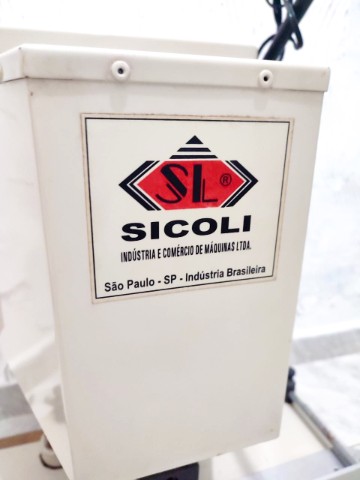 SL®
SICOLI
INDÚSTRIA E COMÉRCIO DE MÁQUINAS LTDA.
São Paulo - SP - Indústria Brasileira